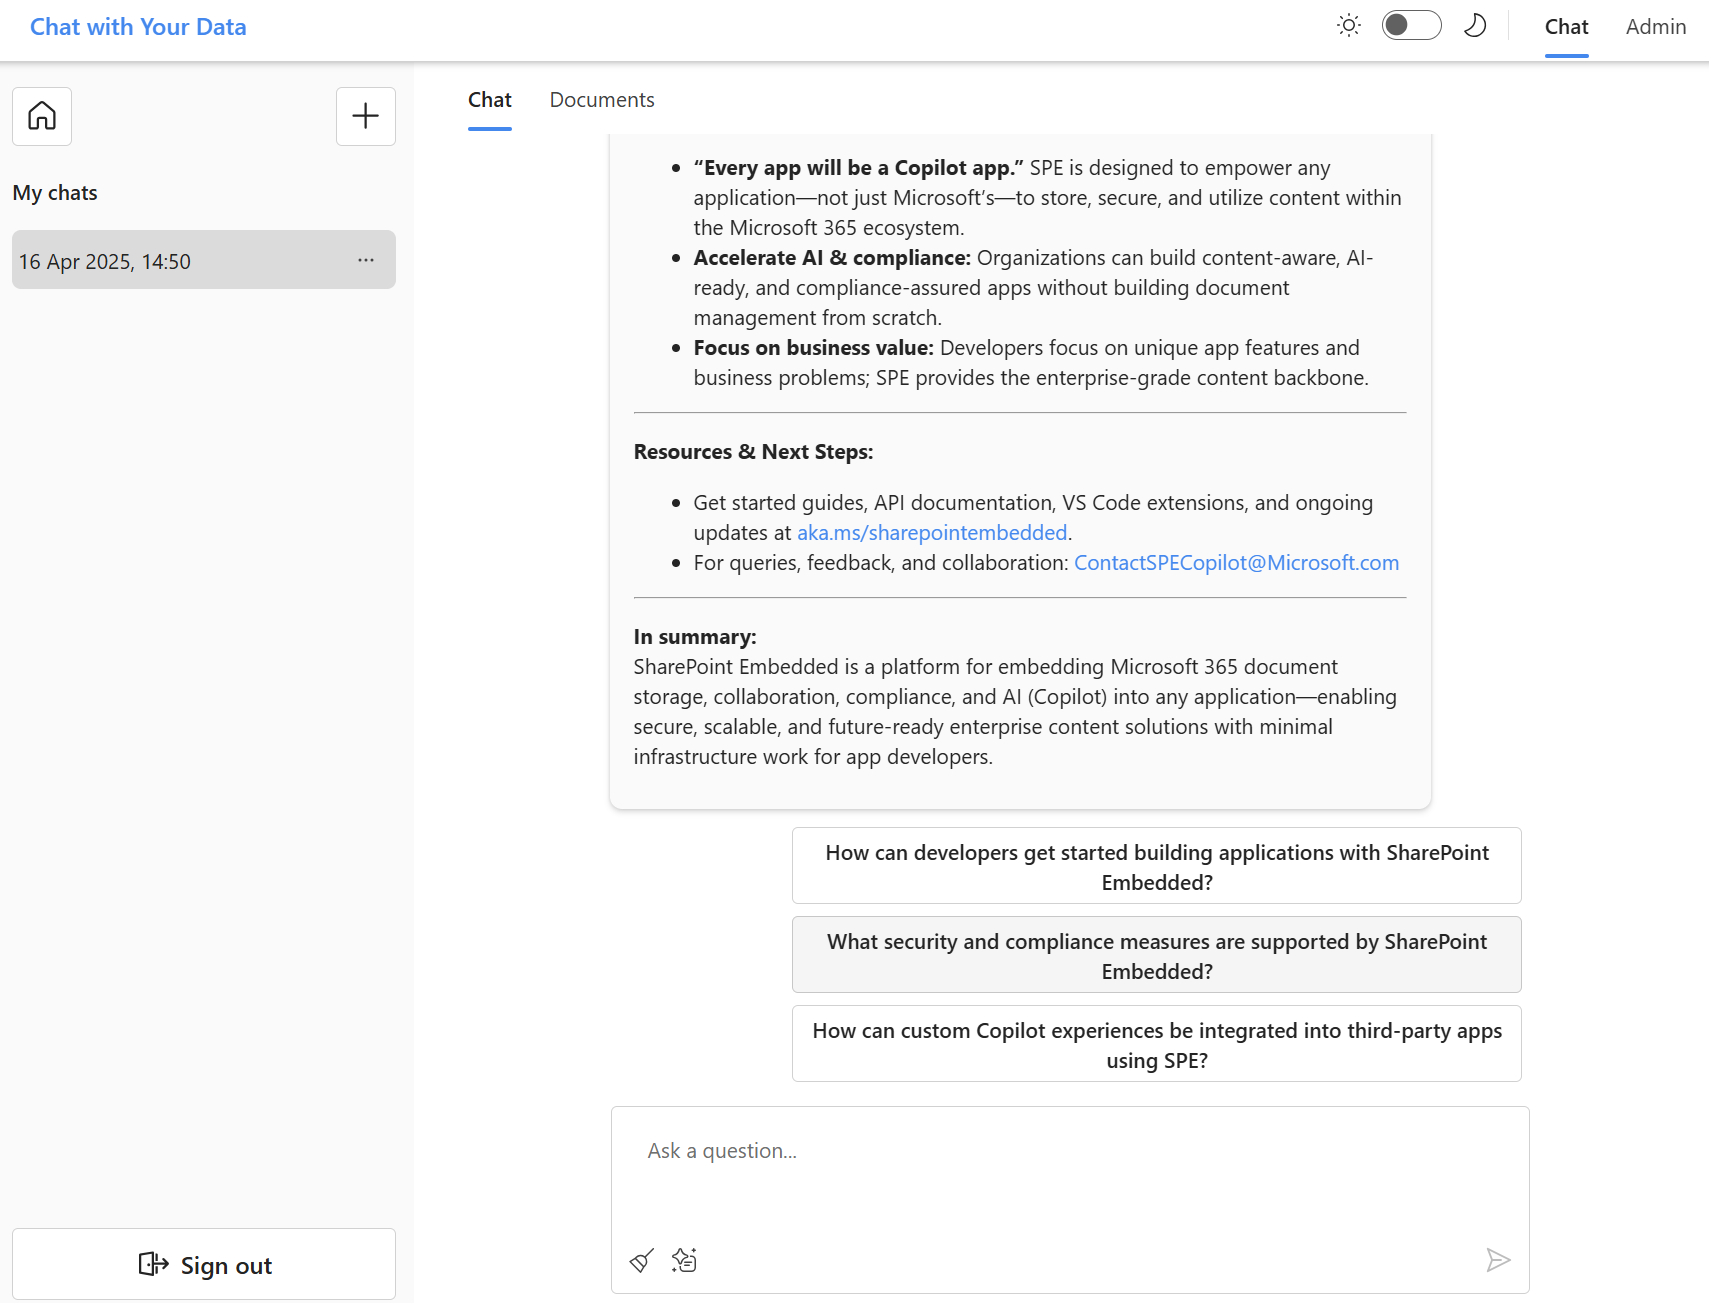 Chat with Your Data
Chat
Admin
My chats
16 Apr 2025, 14:50
Sign out
Chat
Documents
“Every app will be a Copilot app.” SPE is designed to empower any
application—not just Microsoft’s—to store, secure, and utilize content within
the Microsoft 365 ecosystem.
Accelerate AI & compliance: Organizations can build content-aware, AI-
ready, and compliance-assured apps without building document
management from scratch.
Focus on business value: Developers focus on unique app features and
business problems; SPE provides the enterprise-grade content backbone.
Resources & Next Steps:
Get started guides, API documentation, VS Code extensions, and ongoing
updates at aka.ms/sharepointembedded.
For queries, feedback, and collaboration: ContactSPECopilot@Microsoft.com
In summary:
SharePoint Embedded is a platform for embedding Microsoft 365 document
storage, collaboration, compliance, and AI (Copilot) into any application—enabling
secure, scalable, and future-ready enterprise content solutions with minimal
infrastructure work for app developers.
How can developers get started building applications with SharePoint
Embedded?
What security and compliance measures are supported by SharePoint
Embedded?
How can custom Copilot experiences be integrated into third-party apps
using SPE?
Ask a question...